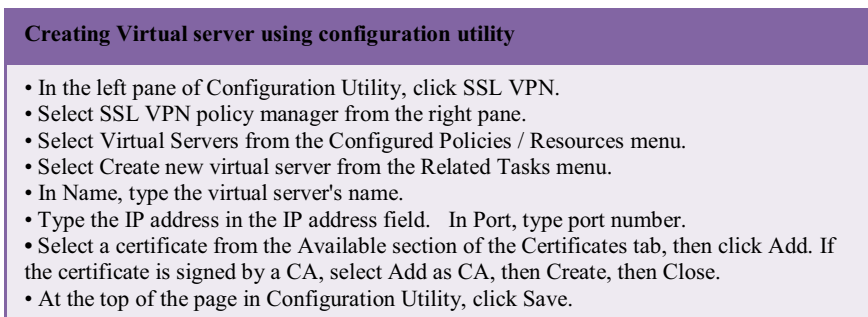 Creating Virtual server using configuration utility
• In the left pane of Configuration Utility, click SSL VPN.
• Select SSL VPN policy manager from the right pane.
• Select Virtual Servers from the Configured Policies / Resources menu.
• Select Create new virtual server from the Related Tasks menu.
• In Name, type the virtual server's name.
• Type the IP address in the IP address field.   In Port, type port number.
• Select a certificate from the Available section of the Certificates tab, then click Add. If
the certificate is signed by a CA, select Add as CA, then Create, then Close.
• At the top of the page in Configuration Utility, click Save.